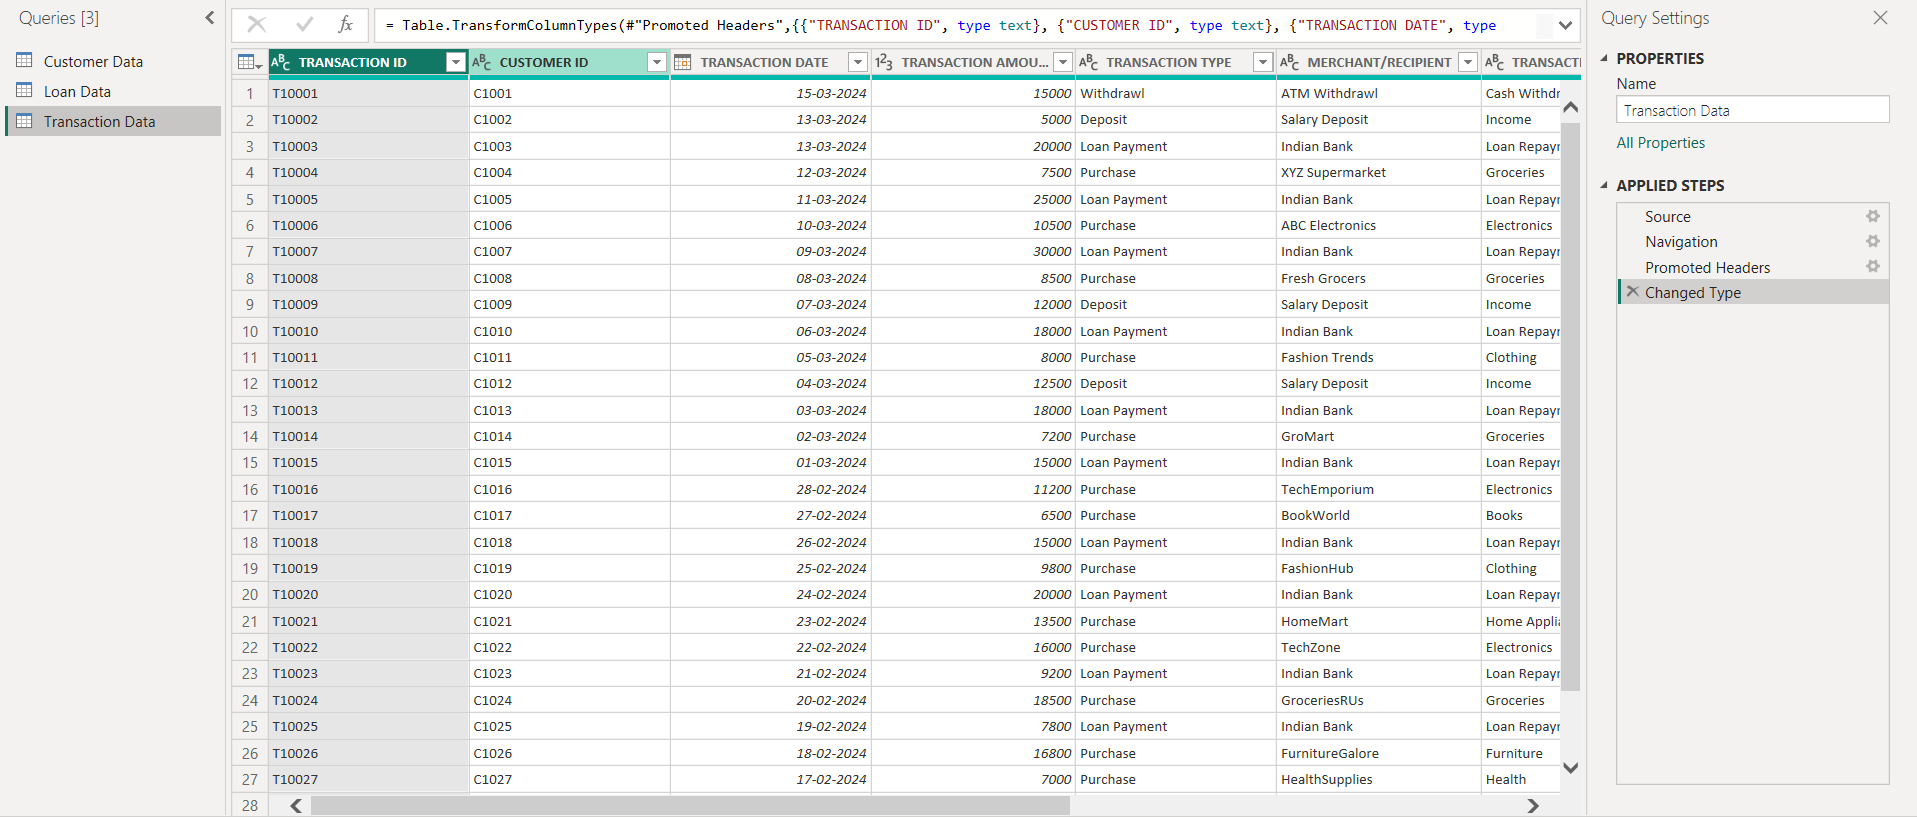 Queries [3]
Customer Data
Loan Data
Transaction Data
fx = Table.TransformColumnTypes(#"Promoted Headers",{{"TRANSACTION ID", type text}, {"CUSTOMER ID", type text}, {"TRANSACTION DATE", type
ABC TRANSACTION ID ABC CUSTOMER ID TRANSACTION DATE 123 TRANSACTION AMOU... ABC TRANSACTION TYPE ABC MERCHANT/RECIPIENT ABC TRANSACTI
1 T10001 C1001 15-03-2024 15000 Withdrawl ATM Withdrawl Cash Withdr
2 T10002 C1002 13-03-2024 5000 Deposit Salary Deposit Income
3 T10003 C1003 13-03-2024 20000 Loan Payment Indian Bank Loan Repayr
4 T10004 C1004 12-03-2024 7500 Purchase XYZ Supermarket Groceries
5 T10005 C1005 11-03-2024 25000 Loan Payment Indian Bank Loan Repayr
6 T10006 C1006 10-03-2024 10500 Purchase ABC Electronics Electronics
7 T10007 C1007 09-03-2024 30000 Loan Payment Indian Bank Loan Repayr
8 T10008 C1008 08-03-2024 8500 Purchase Fresh Grocers Groceries
9 T10009 C1009 07-03-2024 12000 Deposit Salary Deposit Income
10 T10010 C1010 06-03-2024 18000 Loan Payment Indian Bank Loan Repayr
11 T10011 C1011 05-03-2024 8000 Purchase Fashion Trends Clothing
12 T10012 C1012 04-03-2024 12500 Deposit Salary Deposit Income
13 T10013 C1013 03-03-2024 18000 Loan Payment Indian Bank Loan Repayr
14 T10014 C1014 02-03-2024 7200 Purchase GroMart Groceries
15 T10015 C1015 01-03-2024 15000 Loan Payment Indian Bank Loan Repayr
16 T10016 C1016 28-02-2024 11200 Purchase TechEmporium Electronics
17 T10017 C1017 27-02-2024 6500 Purchase BookWorld Books
18 T10018 C1018 26-02-2024 15000 Loan Payment Indian Bank Loan Repayr
19 T10019 C1019 25-02-2024 9800 Purchase FashionHub Clothing
20 T10020 C1020 24-02-2024 20000 Loan Payment Indian Bank Loan Repayr
21 T10021 C1021 23-02-2024 13500 Purchase HomeMart Home Applia
22 T10022 C1022 22-02-2024 16000 Purchase TechZone Electronics
23 T10023 C1023 21-02-2024 9200 Loan Payment Indian Bank Loan Repayr
24 T10024 C1024 20-02-2024 18500 Purchase GroceriesRUs Groceries
25 T10025 C1025 19-02-2024 7800 Loan Payment Indian Bank Loan Repayr
26 T10026 C1026 18-02-2024 16800 Purchase FurnitureGalore Furniture
27 T10027 C1027 17-02-2024 7000 Purchase HealthSupplies Health
28
Query Settings
PROPERTIES
Name
Transaction Data
All Properties
APPLIED STEPS
Source
Navigation
Promoted Headers
Changed Type